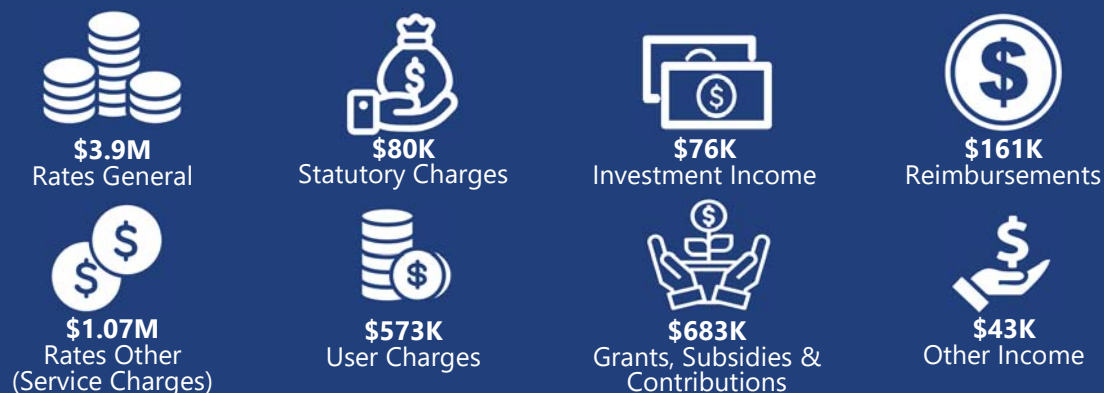 $3.9M
Rates General
$80K
Statutory Charges
$76K
Investment Income
$161K
Reimbursements
$1.07M
Rates Other
(Service Charges)
$573K
User Charges
$683K
Grants, Subsidies &
Contributions
$43K
Other Income